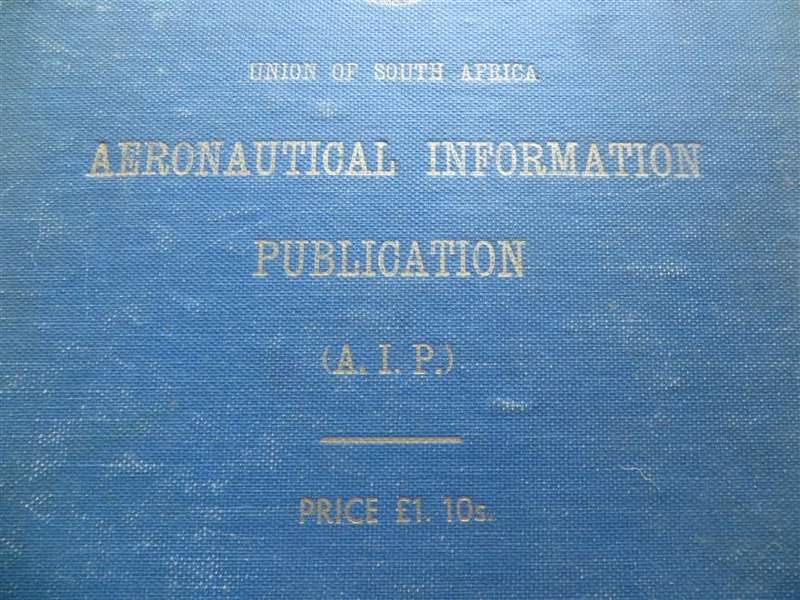 UNION OF SOUTH AFRICA
AERONAUTICAL INFORMATION
PUBLICATION
(A. I. P.)
PRICE £1. 10s.